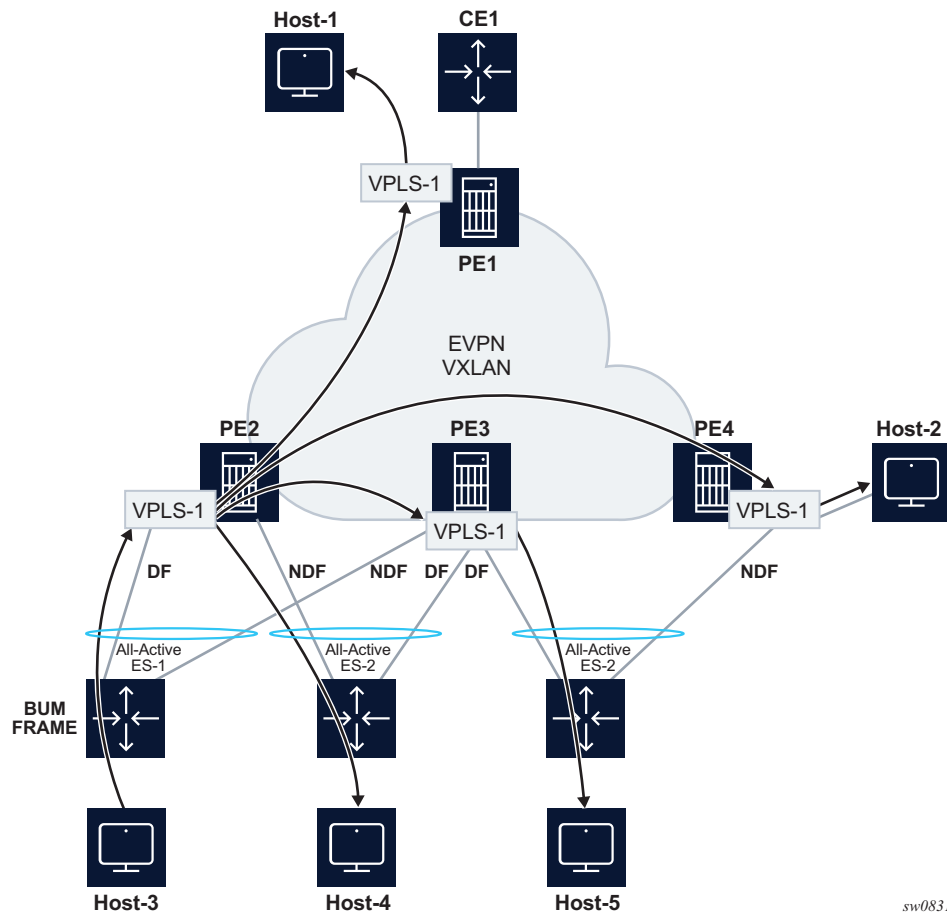 Host-1
CE1
VPLS-1
PE1
EVPN
VXLAN
PE2
PE3
PE4
Host-2
VPLS-1
VPLS-1
VPLS-1
DF
NDF
NDF
DF
DF
NDF
All-Active
ES-1
All-Active
ES-2
All-Active
ES-2
BUM
FRAME
Host-3
Host-4
Host-5